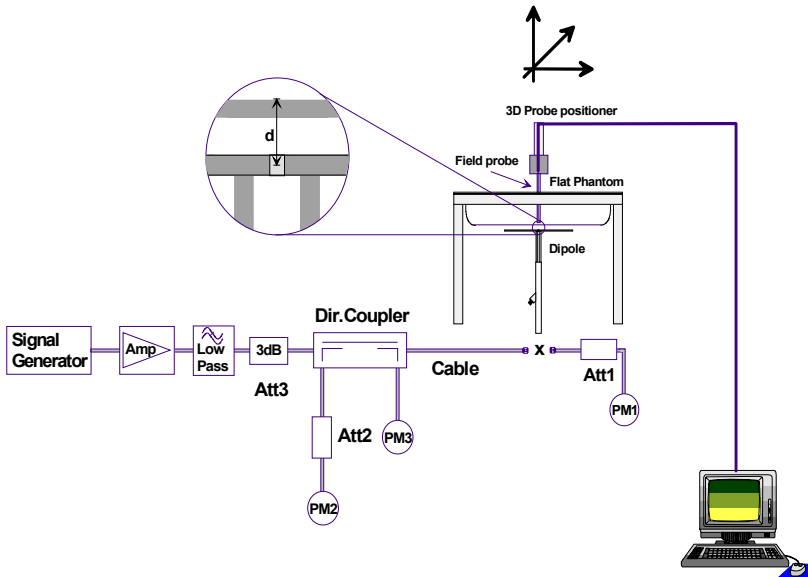 3D Probe positioner
d
Field probe
Flat Phantom
Dipole
Dir.Coupler
Signal
Generator
Amp
Low
Pass
3dB
Cable
x
Att3
Att1
PM1
Att2
PM3
PM2